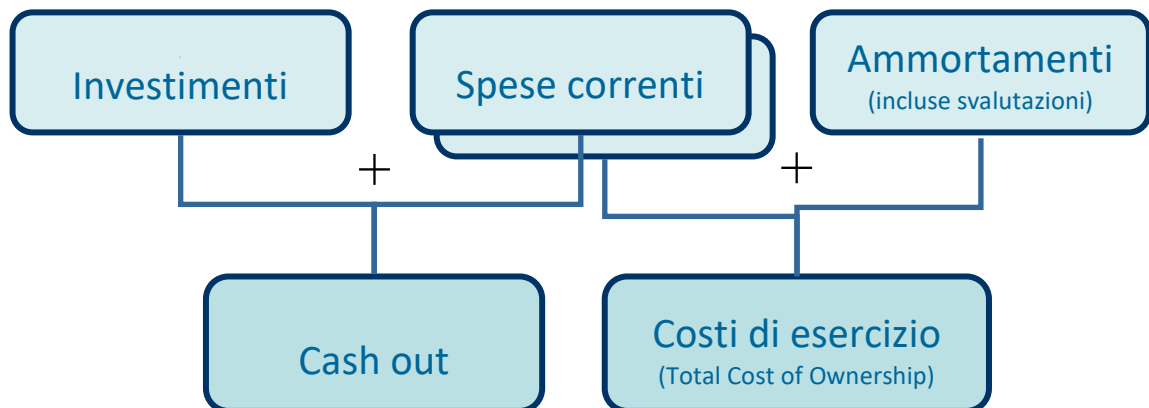 Investimenti
Spese correnti
Ammortamenti
(incluse svalutazioni)
+
+
Cash out
Costi di esercizio
(Total Cost of Ownership)